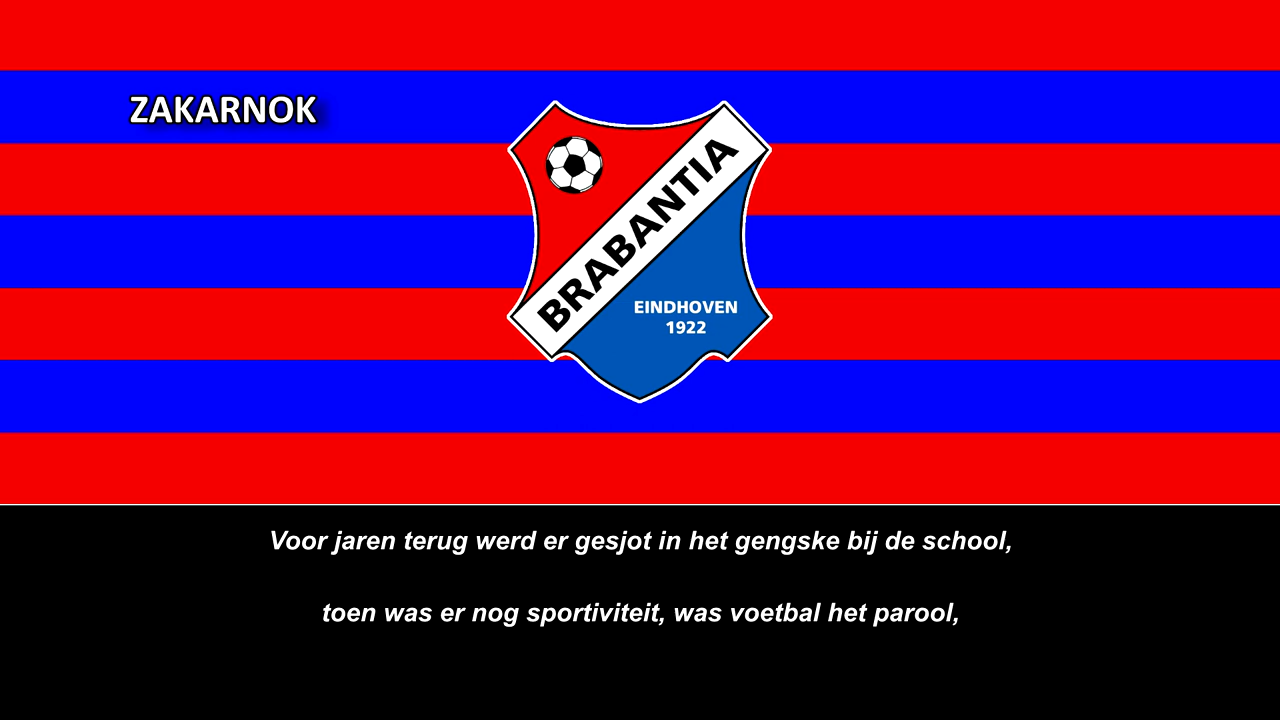 ZAKARNOK
BRABANTIA
EINDHOVEN
1922
Voor jaren terug werd er gesjot in het gengske bij de school,
toen was er nog sportiviteit, was voetbal het parool,